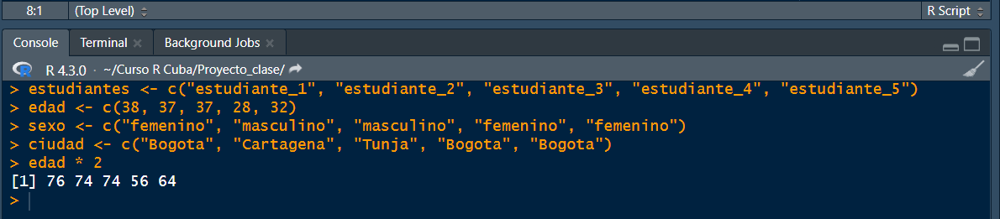 8:1 (Top Level) R Script
Console Terminal Background Jobs
R 4.3.0 · ~/Curso R Cuba/Proyecto_clase/
> estudiantes <- c("estudiante_1", "estudiante_2", "estudiante_3", "estudiante_4", "estudiante_5")
> edad <- c(38, 37, 37, 28, 32)
> sexo <- c("femenino", "masculino", "masculino", "femenino", "femenino")
> ciudad <- c("Bogota", "Cartagena", "Tunja", "Bogota", "Bogota")
> edad * 2
[1] 76 74 74 56 64
>